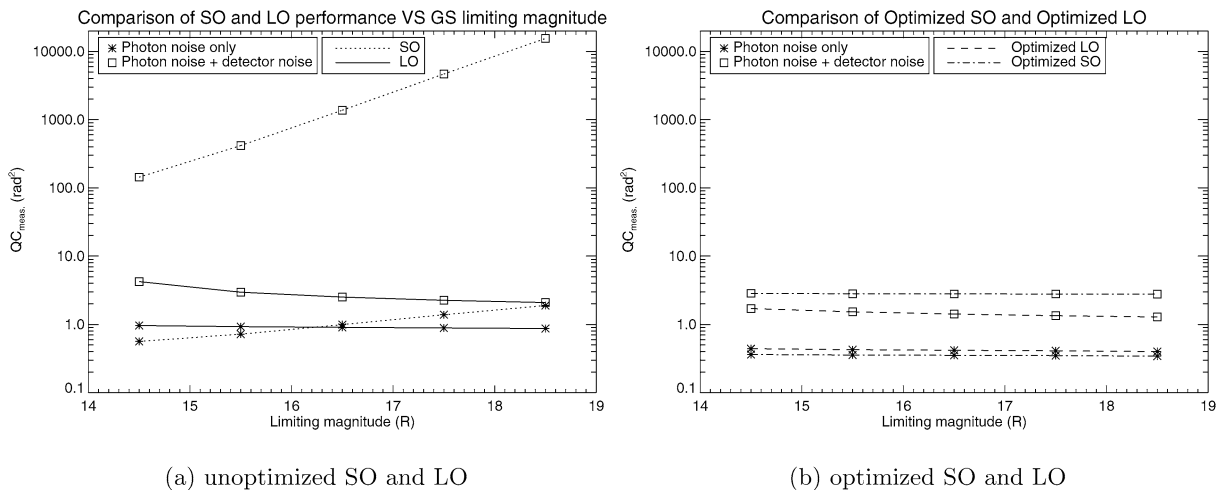 Comparison of SO and LO performance VS GS limiting magnitude
Photon noise only
Photon noise + detector noise
SO
LO
10000.0
1000.0
100.0
10.0
1.0
0.1
QCmeas. (rad2)
14 15 16 17 18 19
Limiting magnitude (R)
(a) unoptimized SO and LO
Comparison of Optimized SO and Optimized LO
Photon noise only
Photon noise + detector noise
Optimized LO
Optimized SO
10000.0
1000.0
100.0
10.0
1.0
0.1
QCmeas. (rad2)
14 15 16 17 18 19
Limiting magnitude (R)
(b) optimized SO and LO